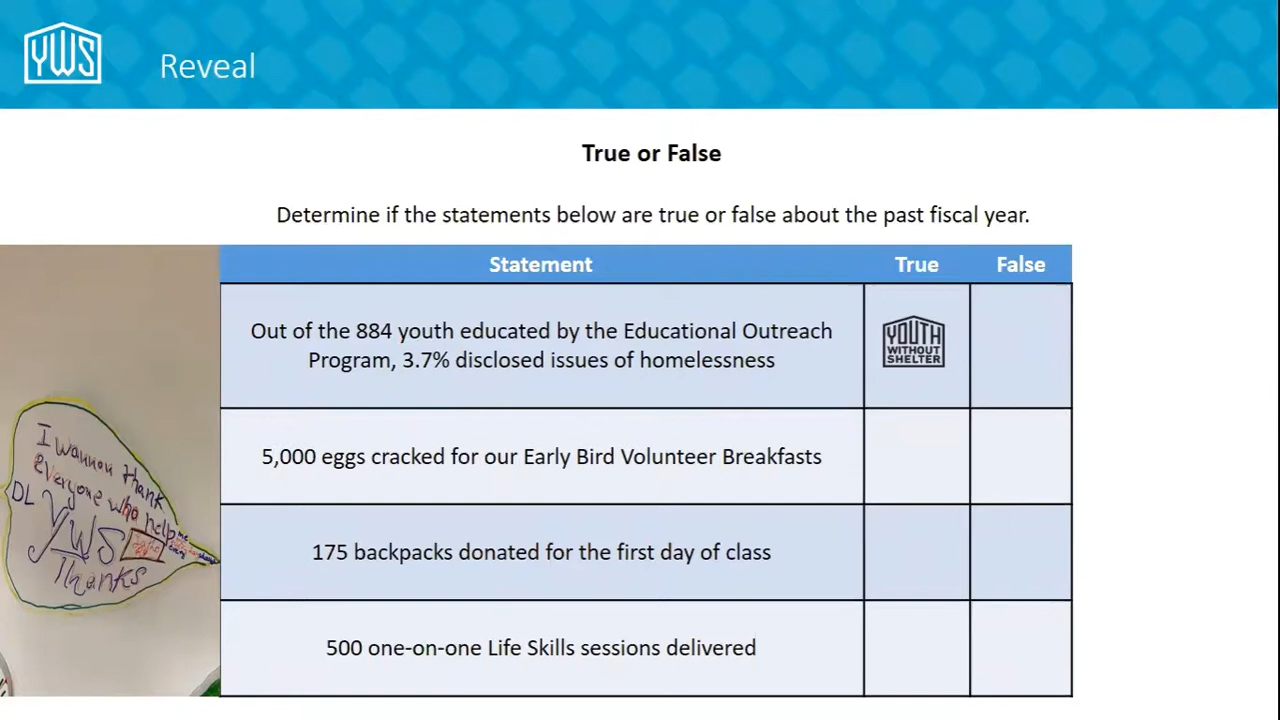 YWS
Reveal
True or False
Determine if the statements below are true or false about the past fiscal year.
Statement True False
Out of the 884 youth educated by the Educational Outreach
Program, 3.7% disclosed issues of homelessness
YOUTH
WITHOUT
SHELTER
5,000 eggs cracked for our Early Bird Volunteer Breakfasts
175 backpacks donated for the first day of class
500 one-on-one Life Skills sessions delivered
I wannon thank
everyone who help me
DL
YWS
Thanks